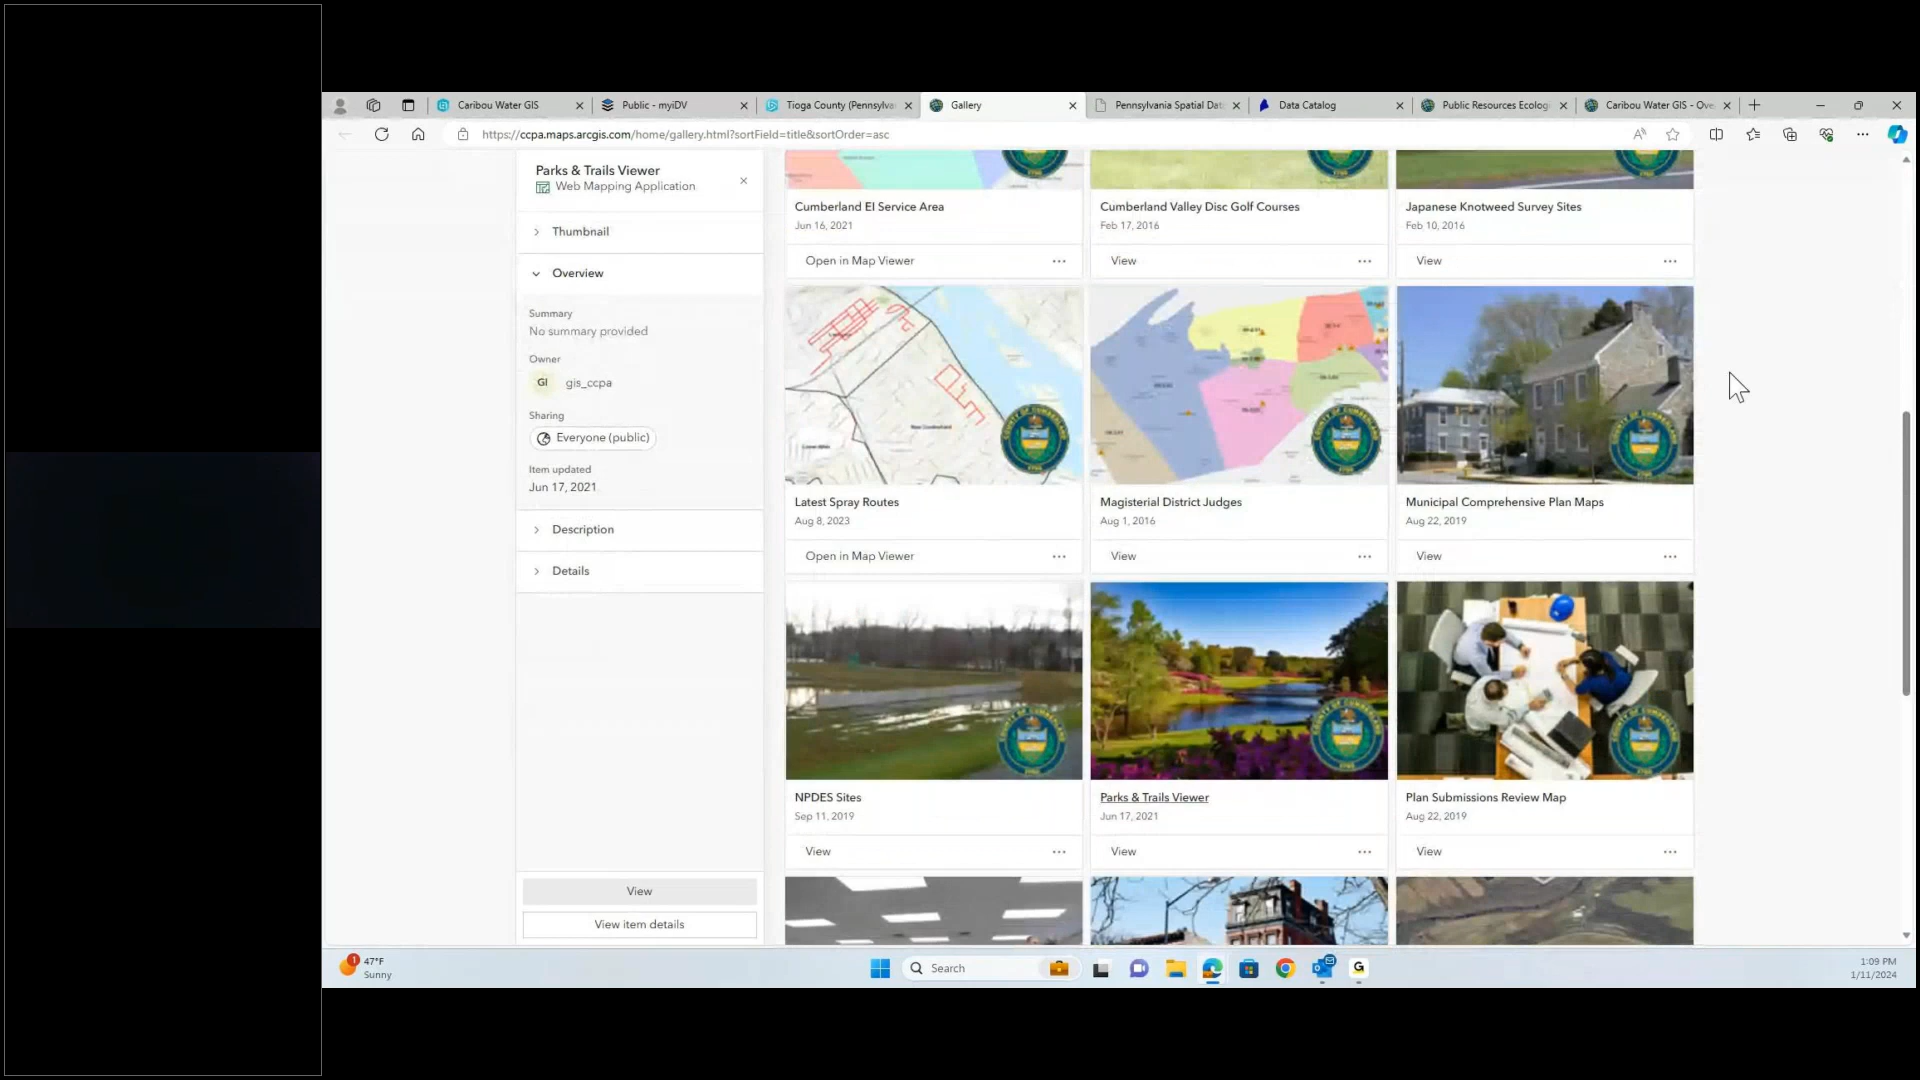 Caribou Water GIS
Public - myiDV
Tioga County (Pennsylva
Gallery
Pennsylvania Spatial Dat
Data Catalog
Public Resources Ecolog
Caribou Water GIS - Ove
https://ccpa.maps.arcgis.com/home/gallery.html?sortField=title&sortOrder=asc
Parks & Trails Viewer
Web Mapping Application
Thumbnail
Overview
Summary
No summary provided
Owner
GI gis_ccpa
Sharing
Everyone (public)
Item updated
Jun 17, 2021
Description
Details
View
View item details
Cumberland EI Service Area
Jun 16, 2021
Open in Map Viewer
Cumberland Valley Disc Golf Courses
Feb 17, 2016
View
Japanese Knotweed Survey Sites
Feb 10, 2016
View
Latest Spray Routes
Aug 8, 2023
Open in Map Viewer
Magisterial District Judges
Aug 1, 2016
View
Municipal Comprehensive Plan Maps
Aug 22, 2019
View
NPDES Sites
Sep 11, 2019
View
Parks & Trails Viewer
Jun 17, 2021
View
Plan Submissions Review Map
Aug 22, 2019
View
1
47°F
Sunny
Search
1:09 PM
1/11/2024